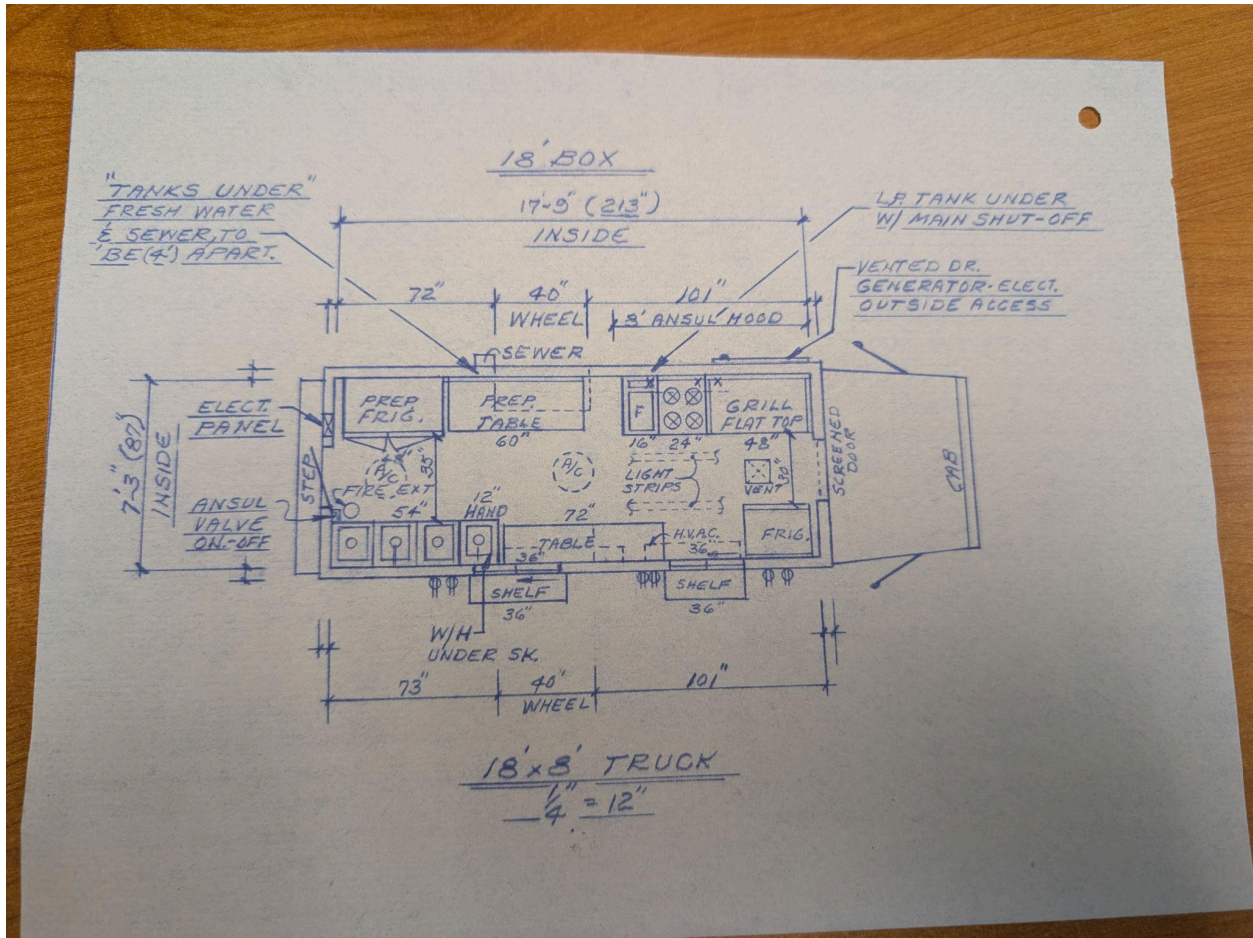 18' BOX
"TANKS UNDER"
FRESH WATER
& SEWER, TO
BE (4') APART.
17'-9" (213")
INSIDE
L.P. TANK UNDER
W/ MAIN SHUT-OFF
VENTED DR.
GENERATOR-ELECT.
OUTSIDE ACCESS
72"
40"
WHEEL
101"
8' ANSUL HOOD
SEWER
7'-3" (87")
INSIDE
ELECT.
PANEL
STEP
ANSUL
VALVE
ON-OFF
PREP
FRIG.
PREP
TABLE
60"
F
16"
24"
GRILL
FLAT TOP
48"
A/C
35"
FIRE EXT
A/C
LIGHT
STRIPS
VENT
30"
SCREENED
DOOR
CAB
54"
12"
HAND
72"
TABLE
36"
H.V.A.C.
36"
FRIG.
SHELF
36"
SHELF
36"
W/H
UNDER SK.
73"
40"
WHEEL
101"
18' x 8' TRUCK
1/4" = 12"